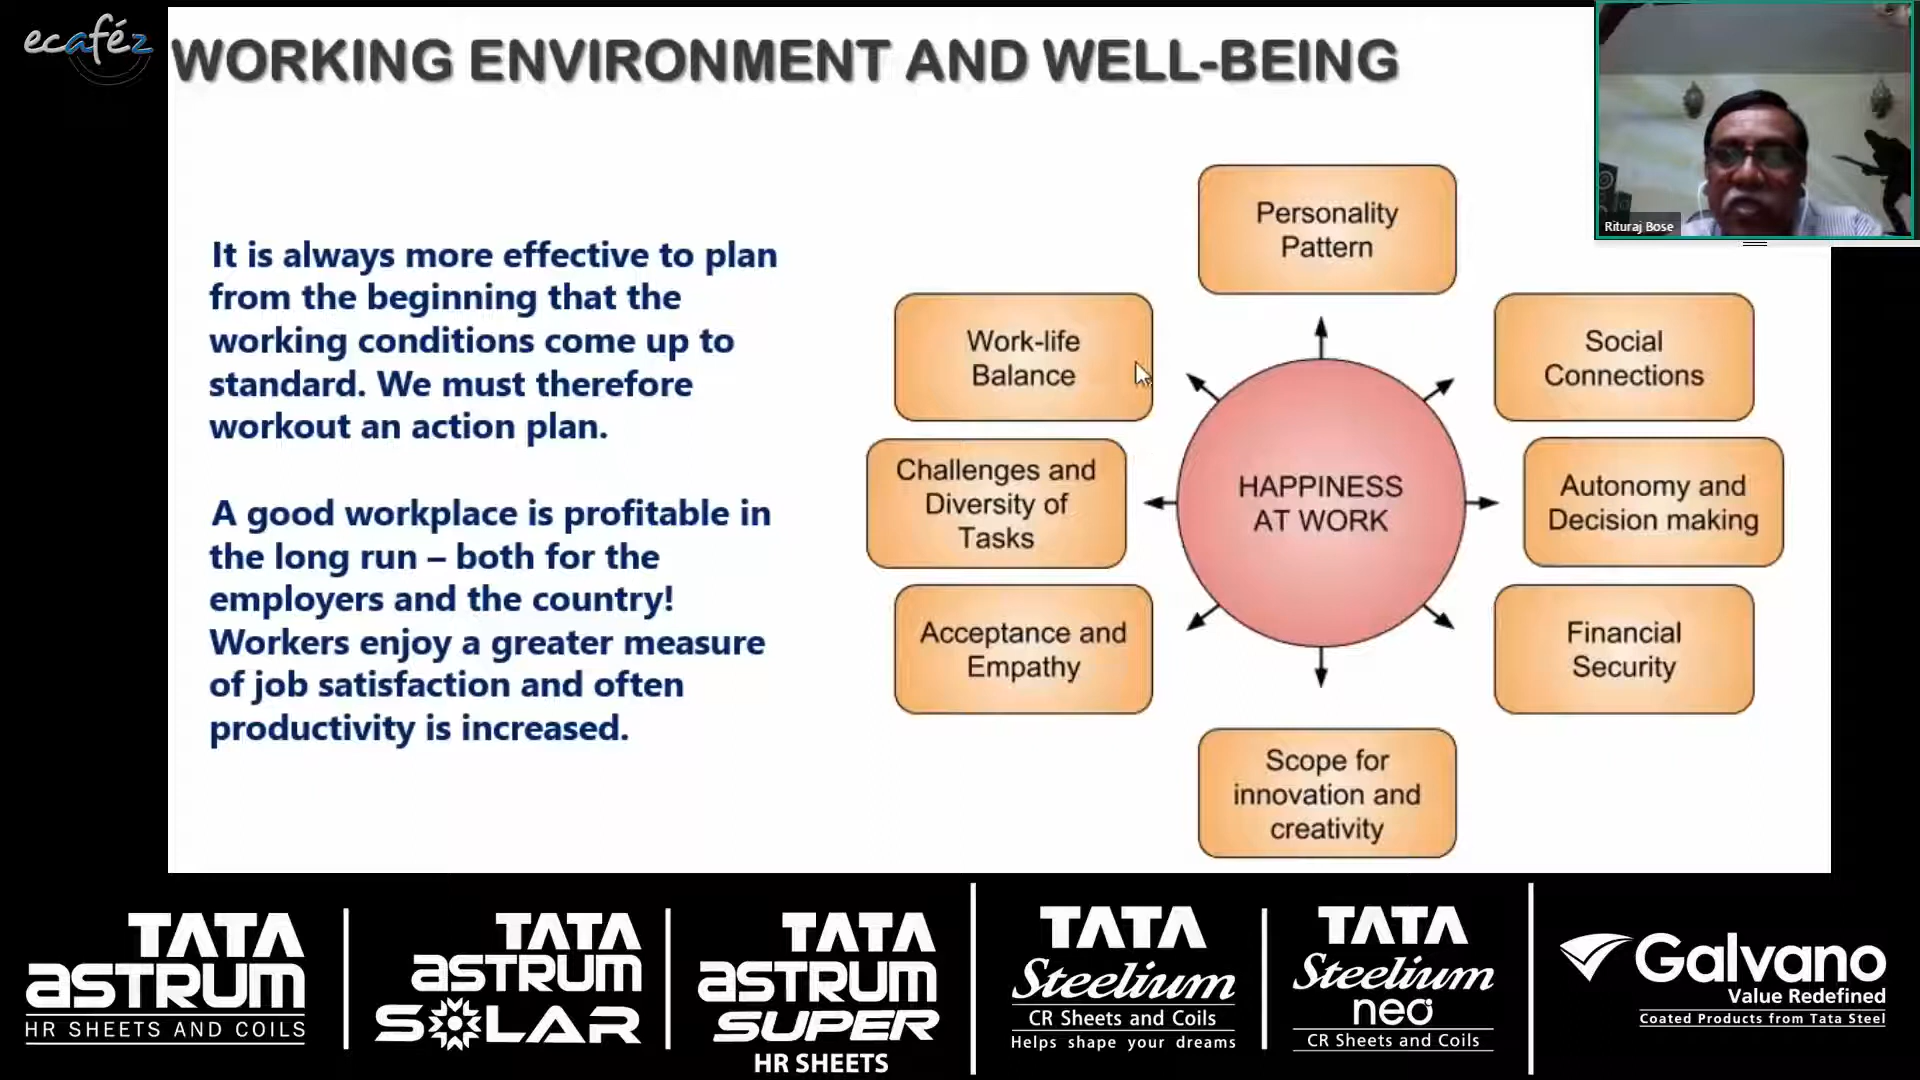 ecaféz
WORKING ENVIRONMENT AND WELL-BEING
Rituraj Bose
It is always more effective to plan
from the beginning that the
working conditions come up to
standard. We must therefore
workout an action plan.
A good workplace is profitable in
the long run – both for the
employers and the country!
Workers enjoy a greater measure
of job satisfaction and often
productivity is increased.
Personality
Pattern
Work-life
Balance
Social
Connections
Challenges and
Diversity of
Tasks
HAPPINESS
AT WORK
Autonomy and
Decision making
Acceptance and
Empathy
Financial
Security
Scope for
innovation and
creativity
TATA
astrum
HR SHEETS AND COILS
TATA
astrum
SOLAR
TATA
astrum
SUPER
HR SHEETS
TATA
Steelium
CR Sheets and Coils
Helps shape your dreams
TATA
Steelium
neo
CR Sheets and Coils
Galvano
Value Redefined
Coated Products from Tata Steel